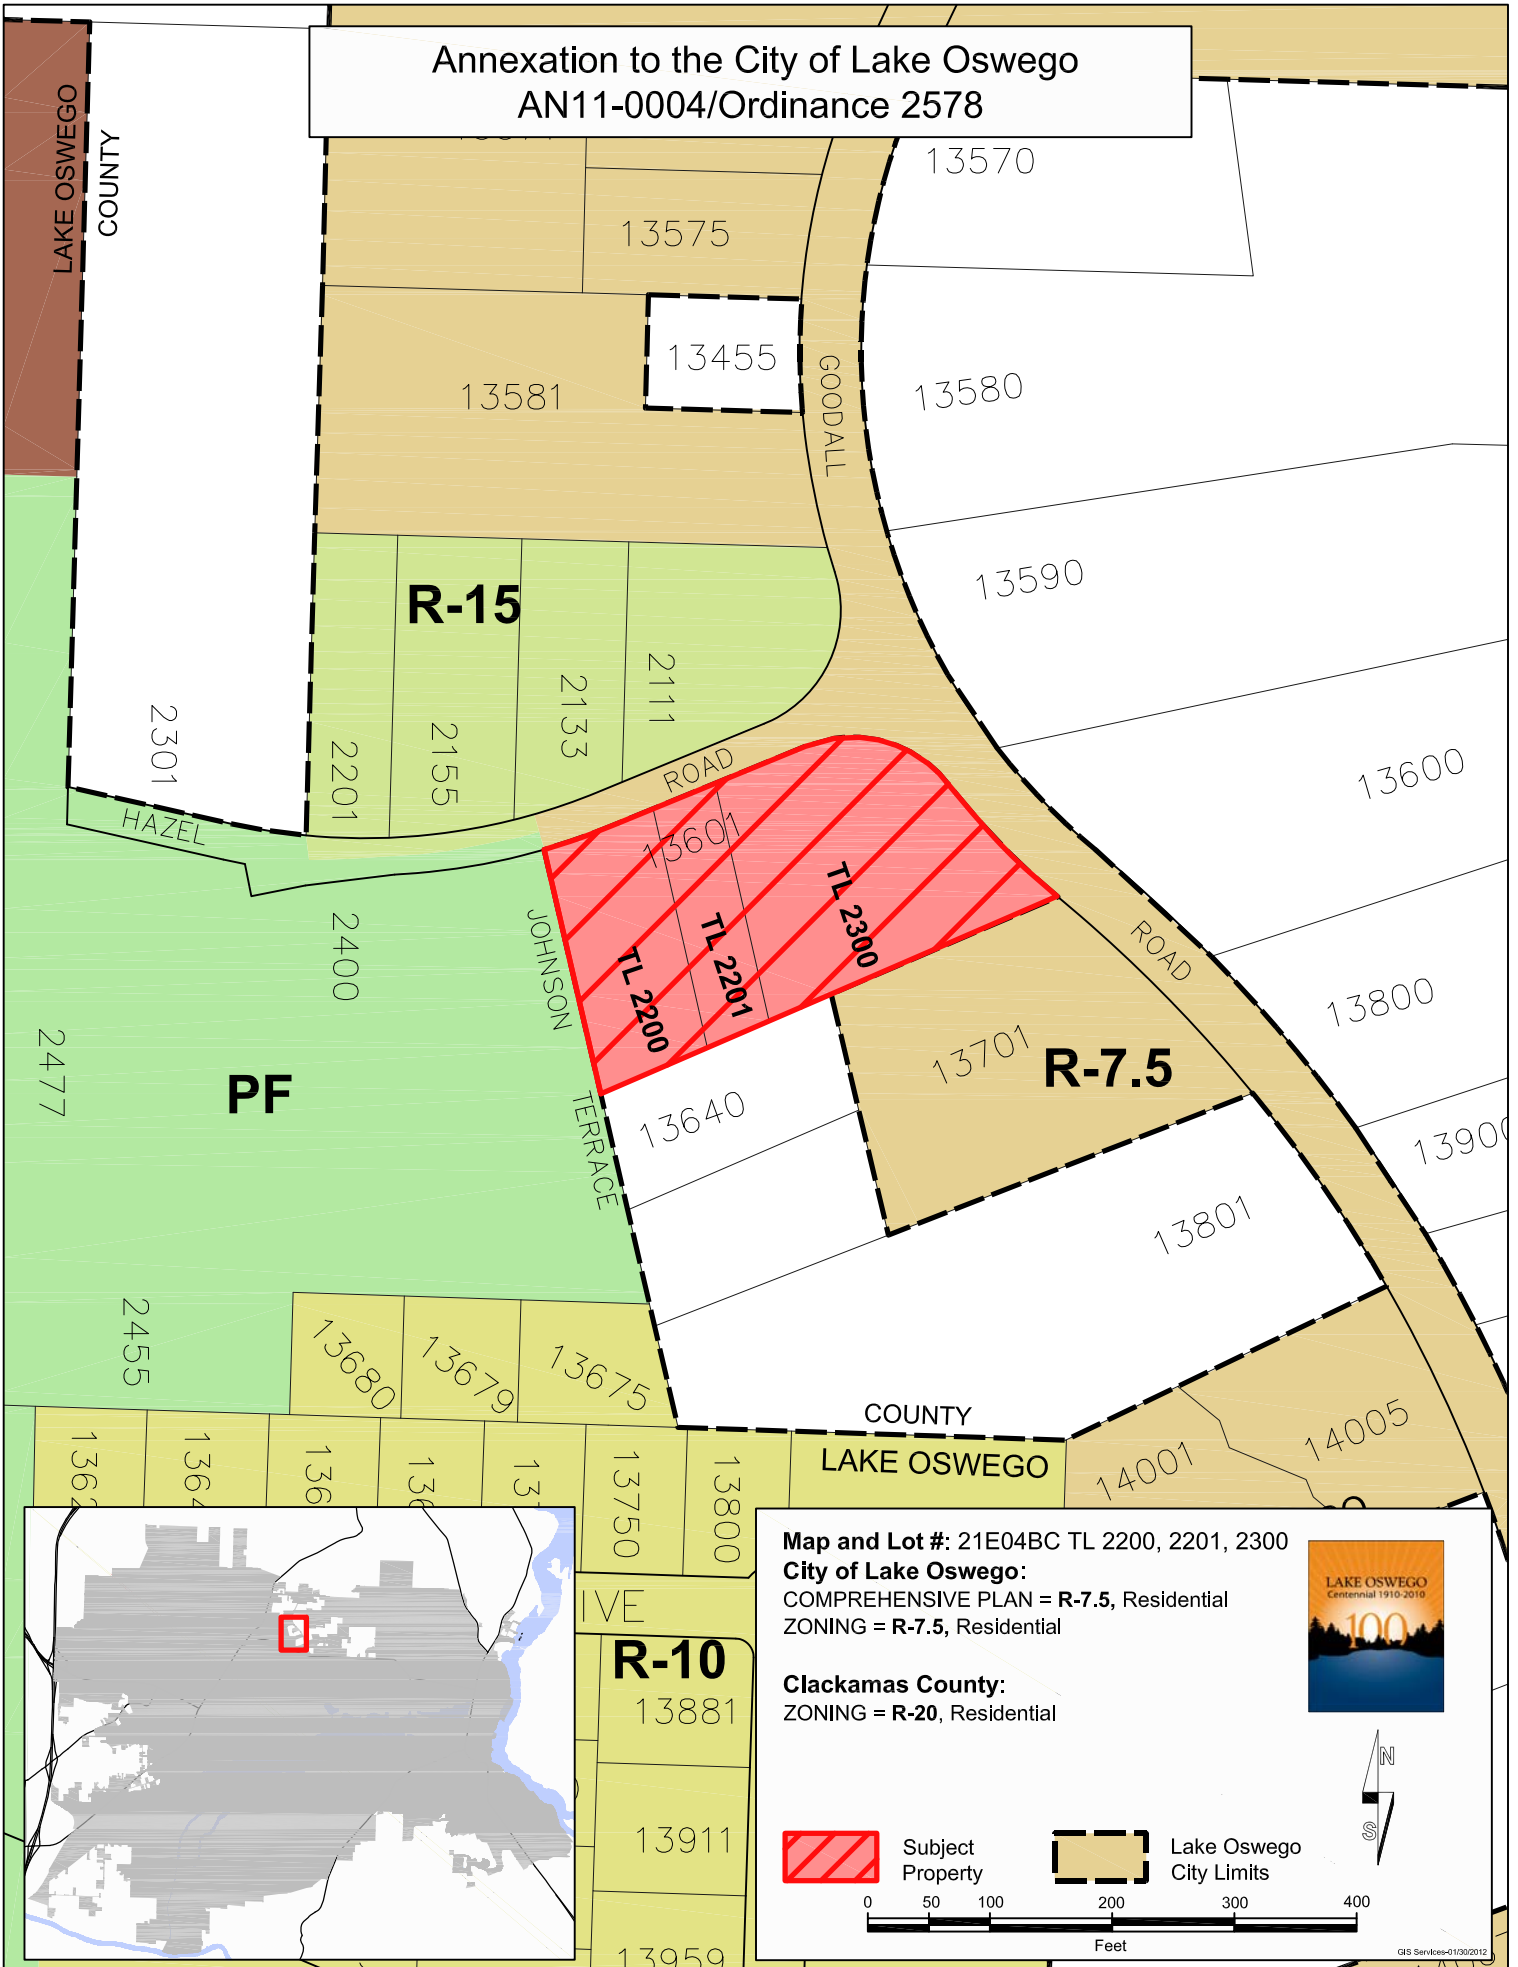 Annexation to the City of Lake Oswego
AN11-0004/Ordinance 2578
LAKE OSWEGO
COUNTY
13570
13575
13455
13581
GOODALL
13580
13590
R-15
2111
2133
2155
2201
2301
ROAD
HAZEL
13600
13601
TL 2300
TL 2201
TL 2200
JOHNSON
TERRACE
2400
2477
PF
ROAD
13800
13701
R-7.5
13640
13900
13801
2455
13680
13679
13675
COUNTY
LAKE OSWEGO
14005
14001
13750
13800
IVE
R-10
13881
13911
13959
Map and Lot #: 21E04BC TL 2200, 2201, 2300
City of Lake Oswego:
COMPREHENSIVE PLAN = R-7.5, Residential
ZONING = R-7.5, Residential
Clackamas County:
ZONING = R-20, Residential
LAKE OSWEGO
Centennial 1910-2010
100
N
S
Subject
Property
Lake Oswego
City Limits
0 50 100 200 300 400
Feet
GIS Services-01/30/2012